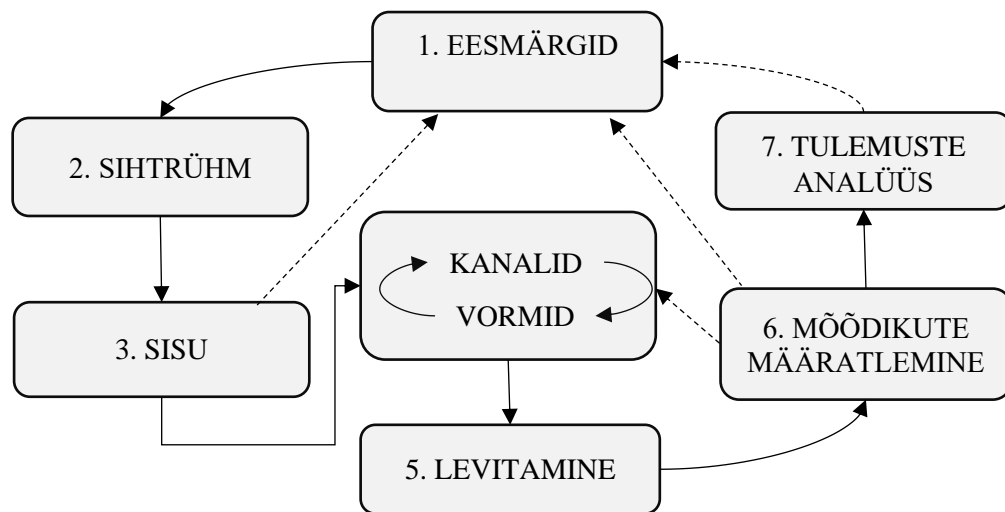 1. EESMÄRGID
2. SIHTRÜHM
3. SISU
KANALID
VORMID
5. LEVITAMINE
6. MÕÕDIKUTE
MÄÄRATLEMINE
7. TULEMUSTE
ANALÜÜS